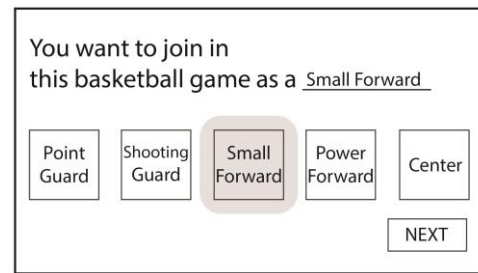 You want to join in
this basketball game as a Small Forward
Point
Guard
Shooting
Guard
Small
Forward
Power
Forward
Center
NEXT